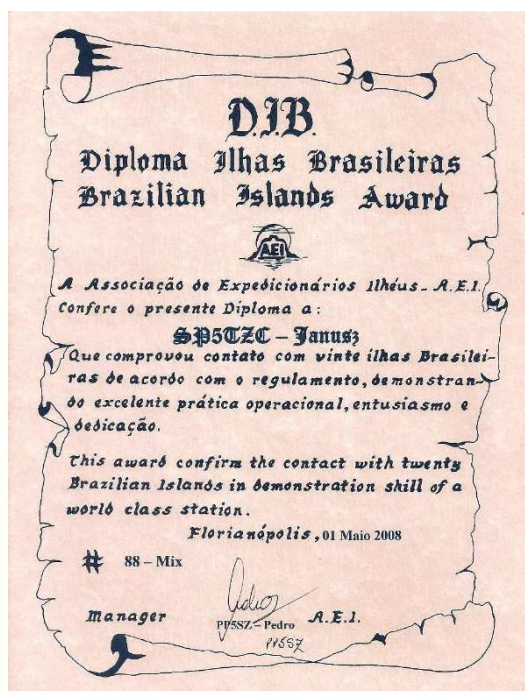 D.I.B.
Diploma Ilhas Brasileiras
Brazilian Islands Award
AEI
A Associação de Expedicionários Ilhéus - A.E.I.
Confere o presente Diploma a :
SP5TZC – Janusz
Que comprovou contato com vinte ilhas Brasilei-
ras de acordo com o regulamento, demonstran-
do excelente prática operacional, entusiasmo e
dedicação.
This award confirm the contact with twenty
Brazilian Islands in demonstration skill of a
world class station.
Florianópolis, 01 Maio 2008
# 88 – Mix
Manager PP5SZ – Pedro A.E.I.
PP5SZ